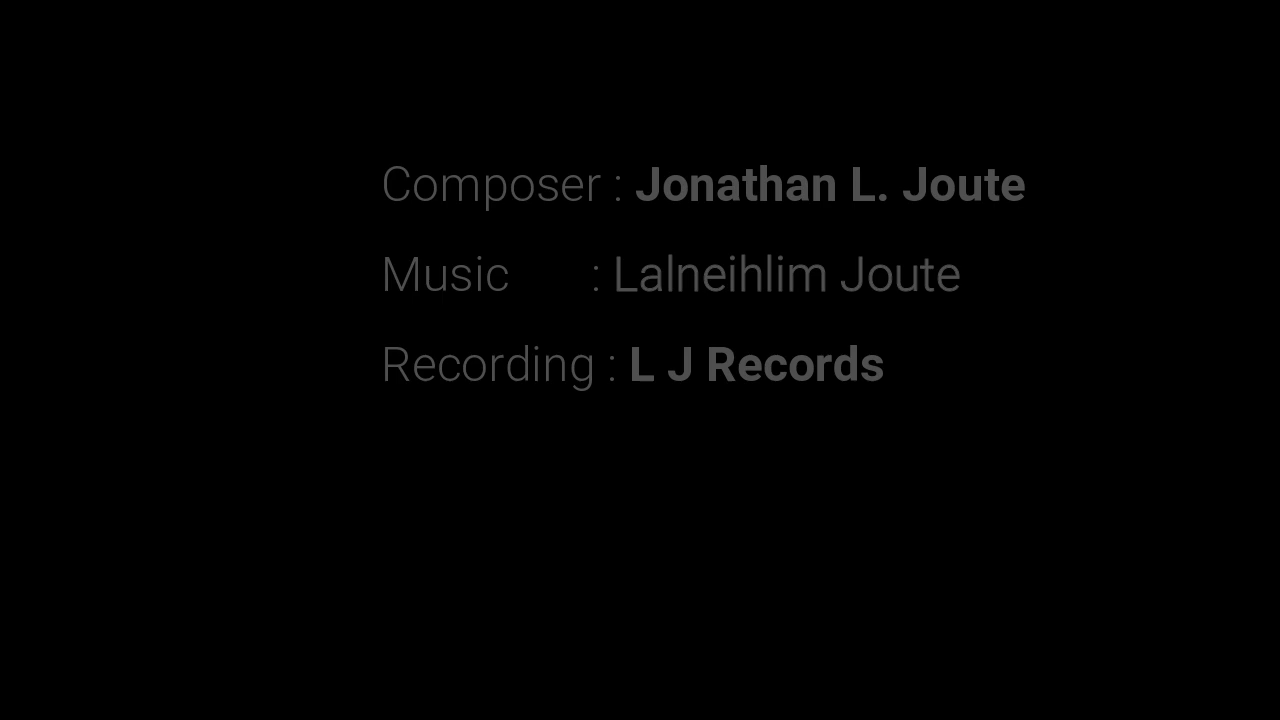 Composer : Jonathan L. Joute
Music : Lalneihlim Joute
Recording : L J Records